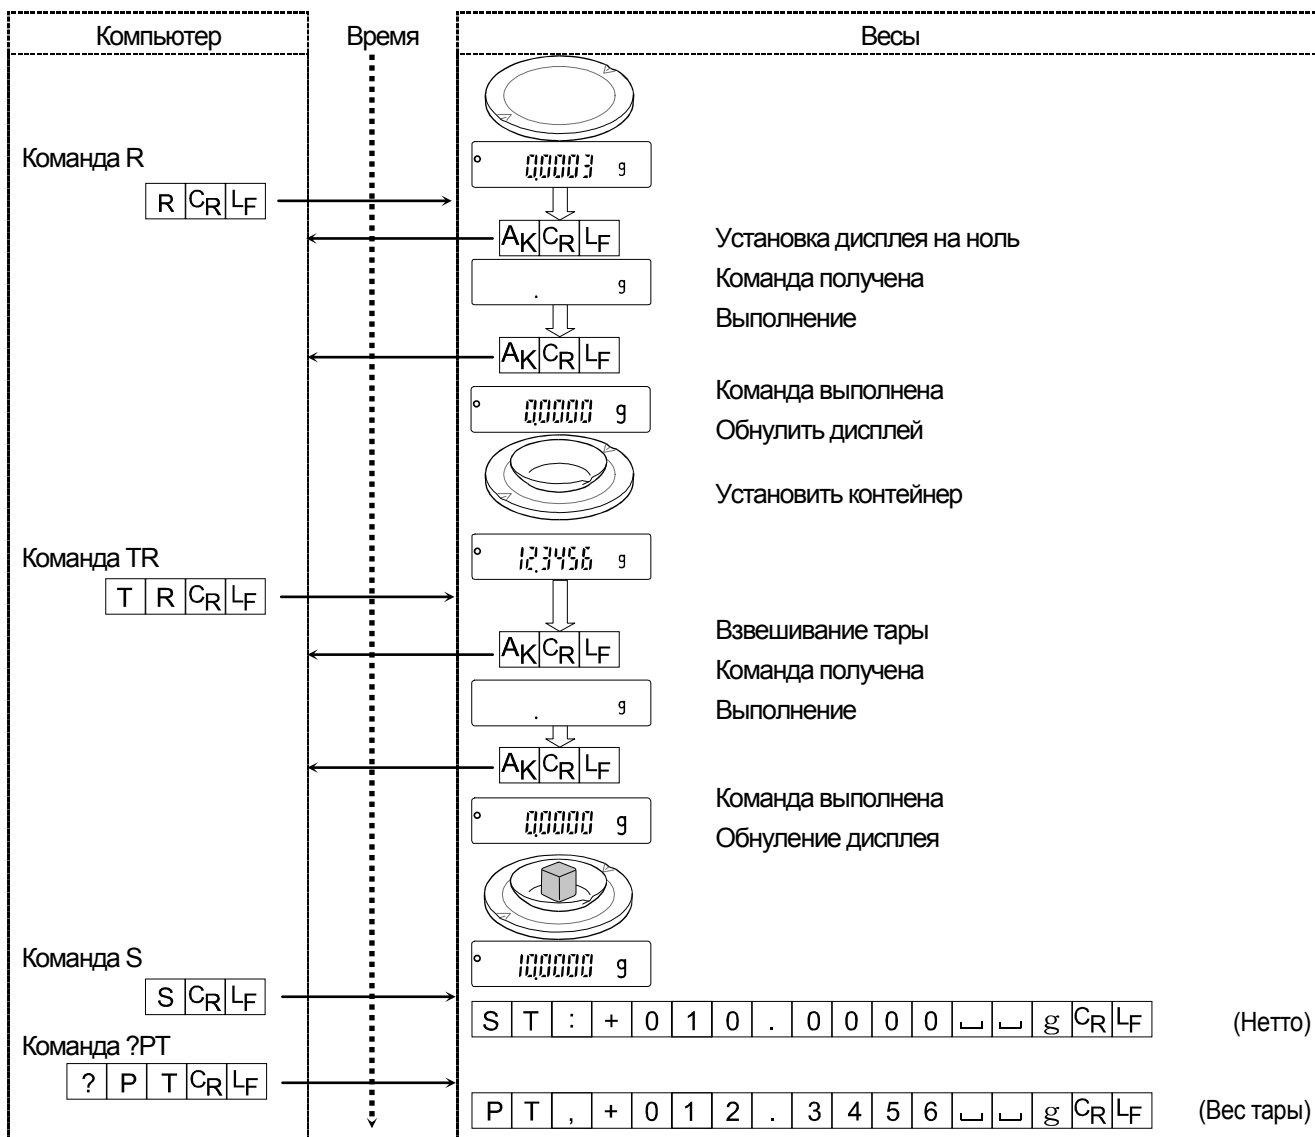 Компьютер Время Весы
Команда R
0.0003 g
R CR LF
AK CR LF Установка дисплея на ноль
. g Команда получена
Выполнение
AK CR LF
Команда выполнена
0.0000 g
Обнулить дисплей
Установить контейнер
Команда TR
12.3456 g
T R CR LF
Взвешивание тары
AK CR LF
Команда получена
. g Выполнение
AK CR LF
Команда выполнена
0.0000 g
Обнуление дисплея
Команда S
10.0000 g
S CR LF
S T : + 0 1 0 . 0 0 0 0 ⎵ ⎵ g CR LF (Нетто)
Команда ?PT
? P T CR LF
P T , + 0 1 2 . 3 4 5 6 ⎵ ⎵ g CR LF (Вес тары)